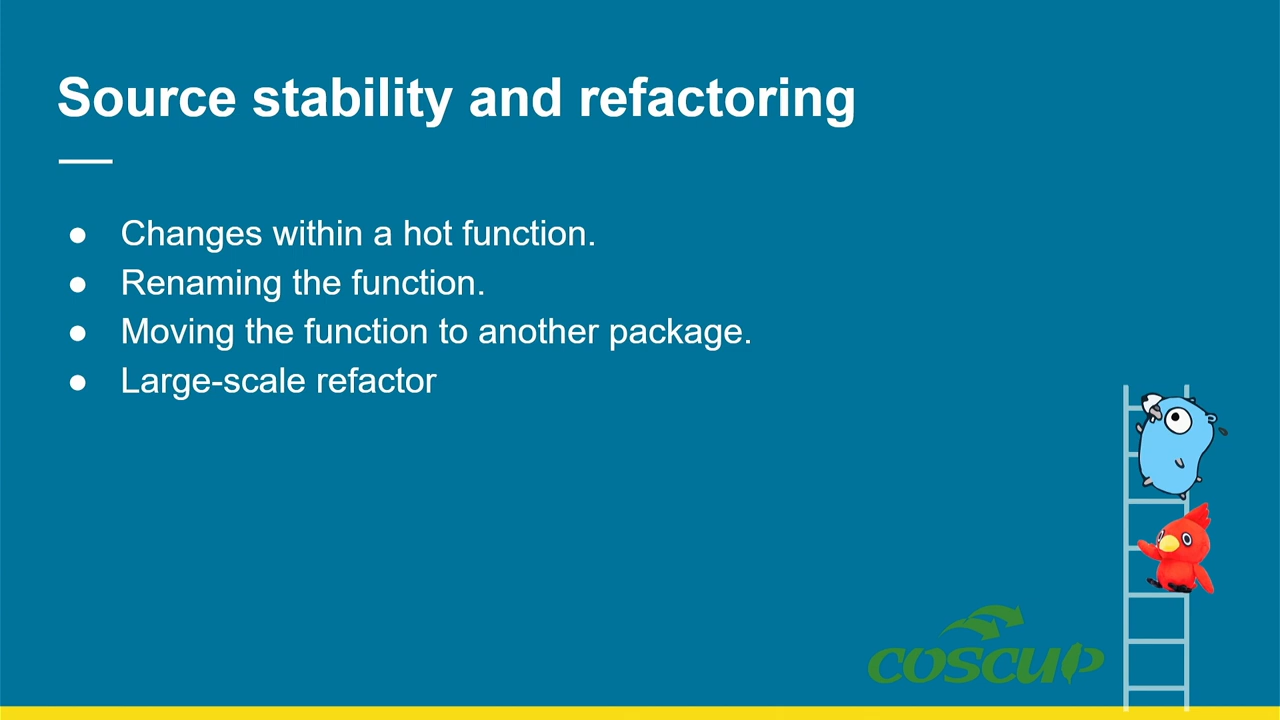 Source stability and refactoring
● Changes within a hot function.
● Renaming the function.
● Moving the function to another package.
● Large-scale refactor
COSCUP